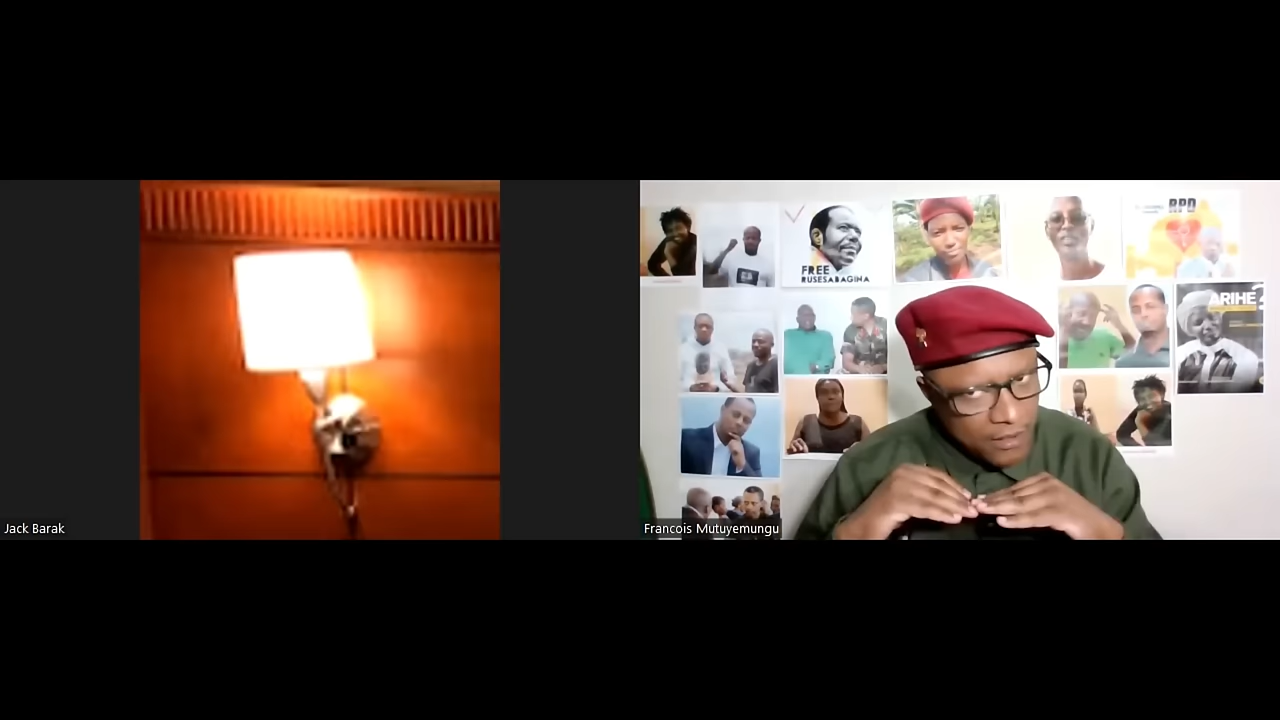 Jack Barak
FREE
RUSESABAGINA
RPD
ARIHE
Francois Mutuyemungu